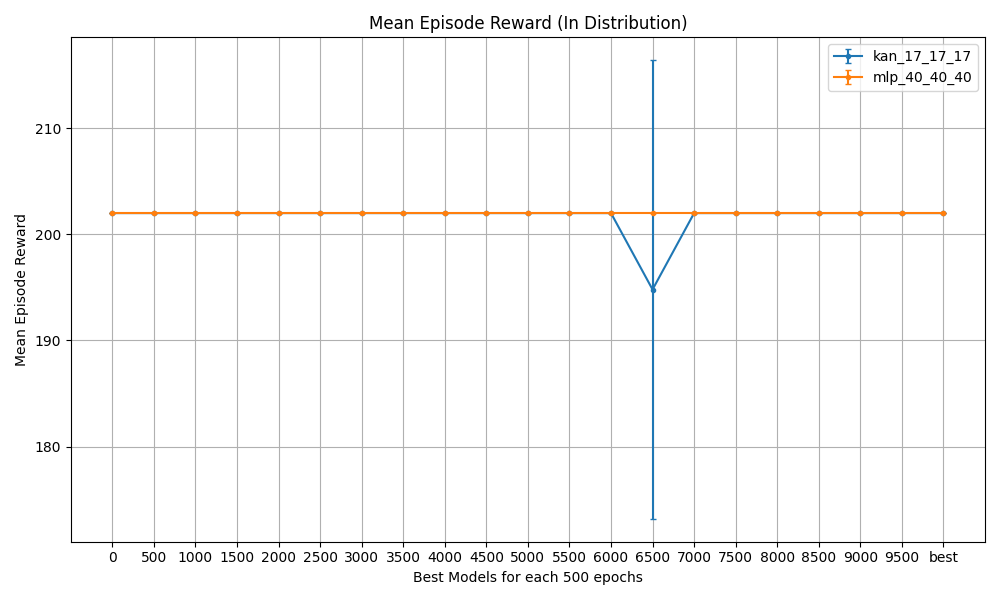 Mean Episode Reward (In Distribution)
kan_17_17_17
mlp_40_40_40
Mean Episode Reward
210
200
190
180
0 500 1000 1500 2000 2500 3000 3500 4000 4500 5000 5500 6000 6500 7000 7500 8000 8500 9000 9500 best
Best Models for each 500 epochs